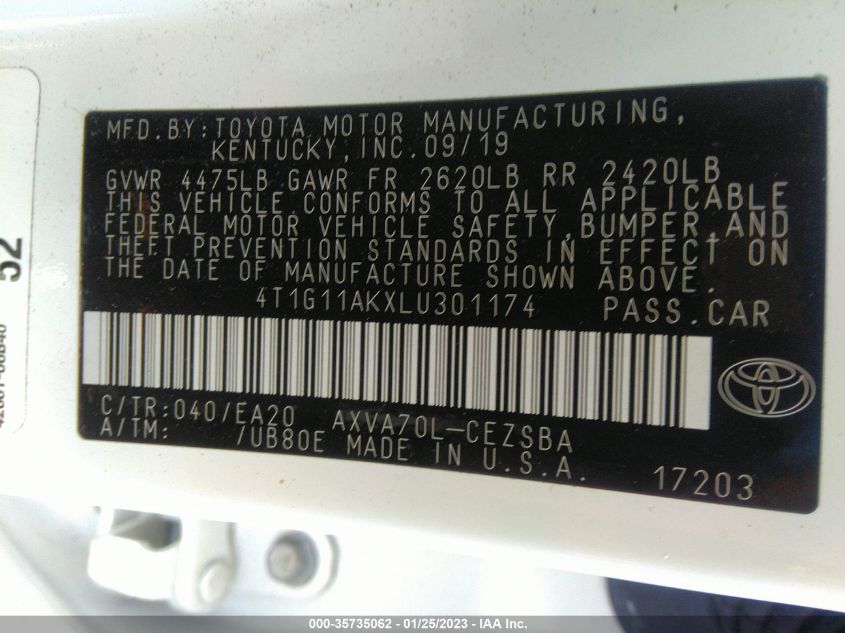 MFD.BY:TOYOTA MOTOR MANUFACTURING,
KENTUCKY,INC.09/19
GVWR 4475LB GAWR FR 2620LB RR 2420LB
THIS VEHICLE CONFORMS TO ALL APPLICABLE
FEDERAL MOTOR VEHICLE SAFETY,BUMPER,AND
THEFT PREVENTION STANDARDS IN EFFECT ON
THE DATE OF MANUFACTURE SHOWN ABOVE.
4T1G11AKXLU301174 PASS.CAR
C/TR:040/EA20 AXVA70L-CEZSBA
A/TM: /UB80E MADE IN U.S.A.
17203
52
000-35735062 - 01/25/2023 - IAA Inc.